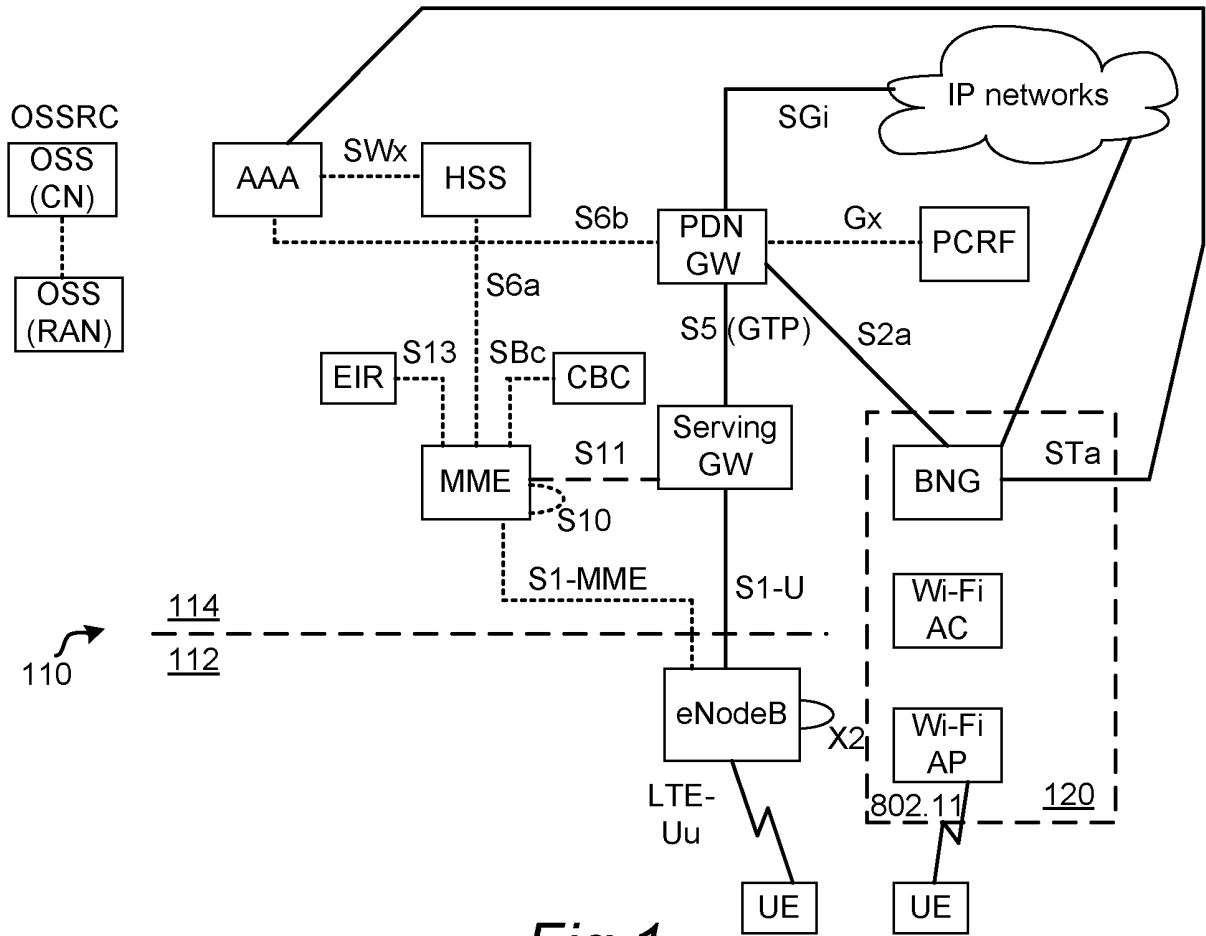 IP networks
SGi
OSSRC
OSS
(CN)
AAA
SWx
HSS
S6b
PDN
GW
Gx
PCRF
OSS
(RAN)
S6a
S5 (GTP)
S2a
EIR
S13
SBc
CBC
Serving
GW
MME
S11
S10
BNG
STa
S1-MME
S1-U
Wi-Fi
AC
114
110
112
eNodeB
X2
Wi-Fi
AP
LTE-
Uu
802.11
120
UE
UE
Fig 1